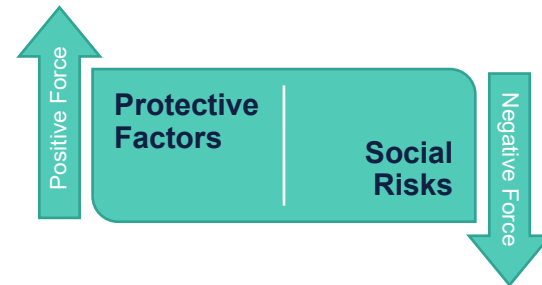 Positive Force
Protective
Factors
Social
Risks
Negative Force